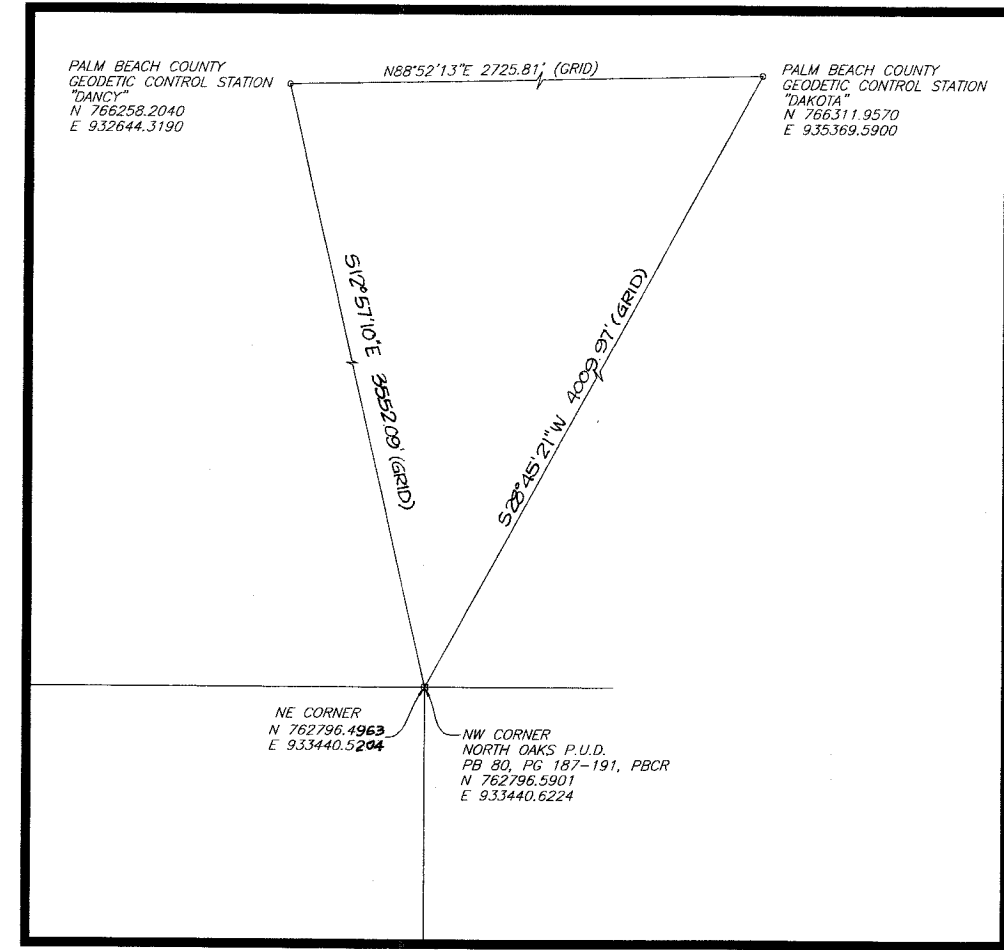 PALM BEACH COUNTY
GEODETIC CONTROL STATION
"DANCY"
N 766258.2040
E 932644.3190
N88°52'13"E 2725.81' (GRID)
PALM BEACH COUNTY
GEODETIC CONTROL STATION
"DAKOTA"
N 766311.9570
E 935369.5900
S12°57'10"E 3552.09' (GRID)
S28°45'21"W 4009.97' (GRID)
NE CORNER
N 762796.4963
E 933440.5204
NW CORNER
NORTH OAKS P.U.D.
PB 80, PG 187-191, PBCR
N 762796.5901
E 933440.6224